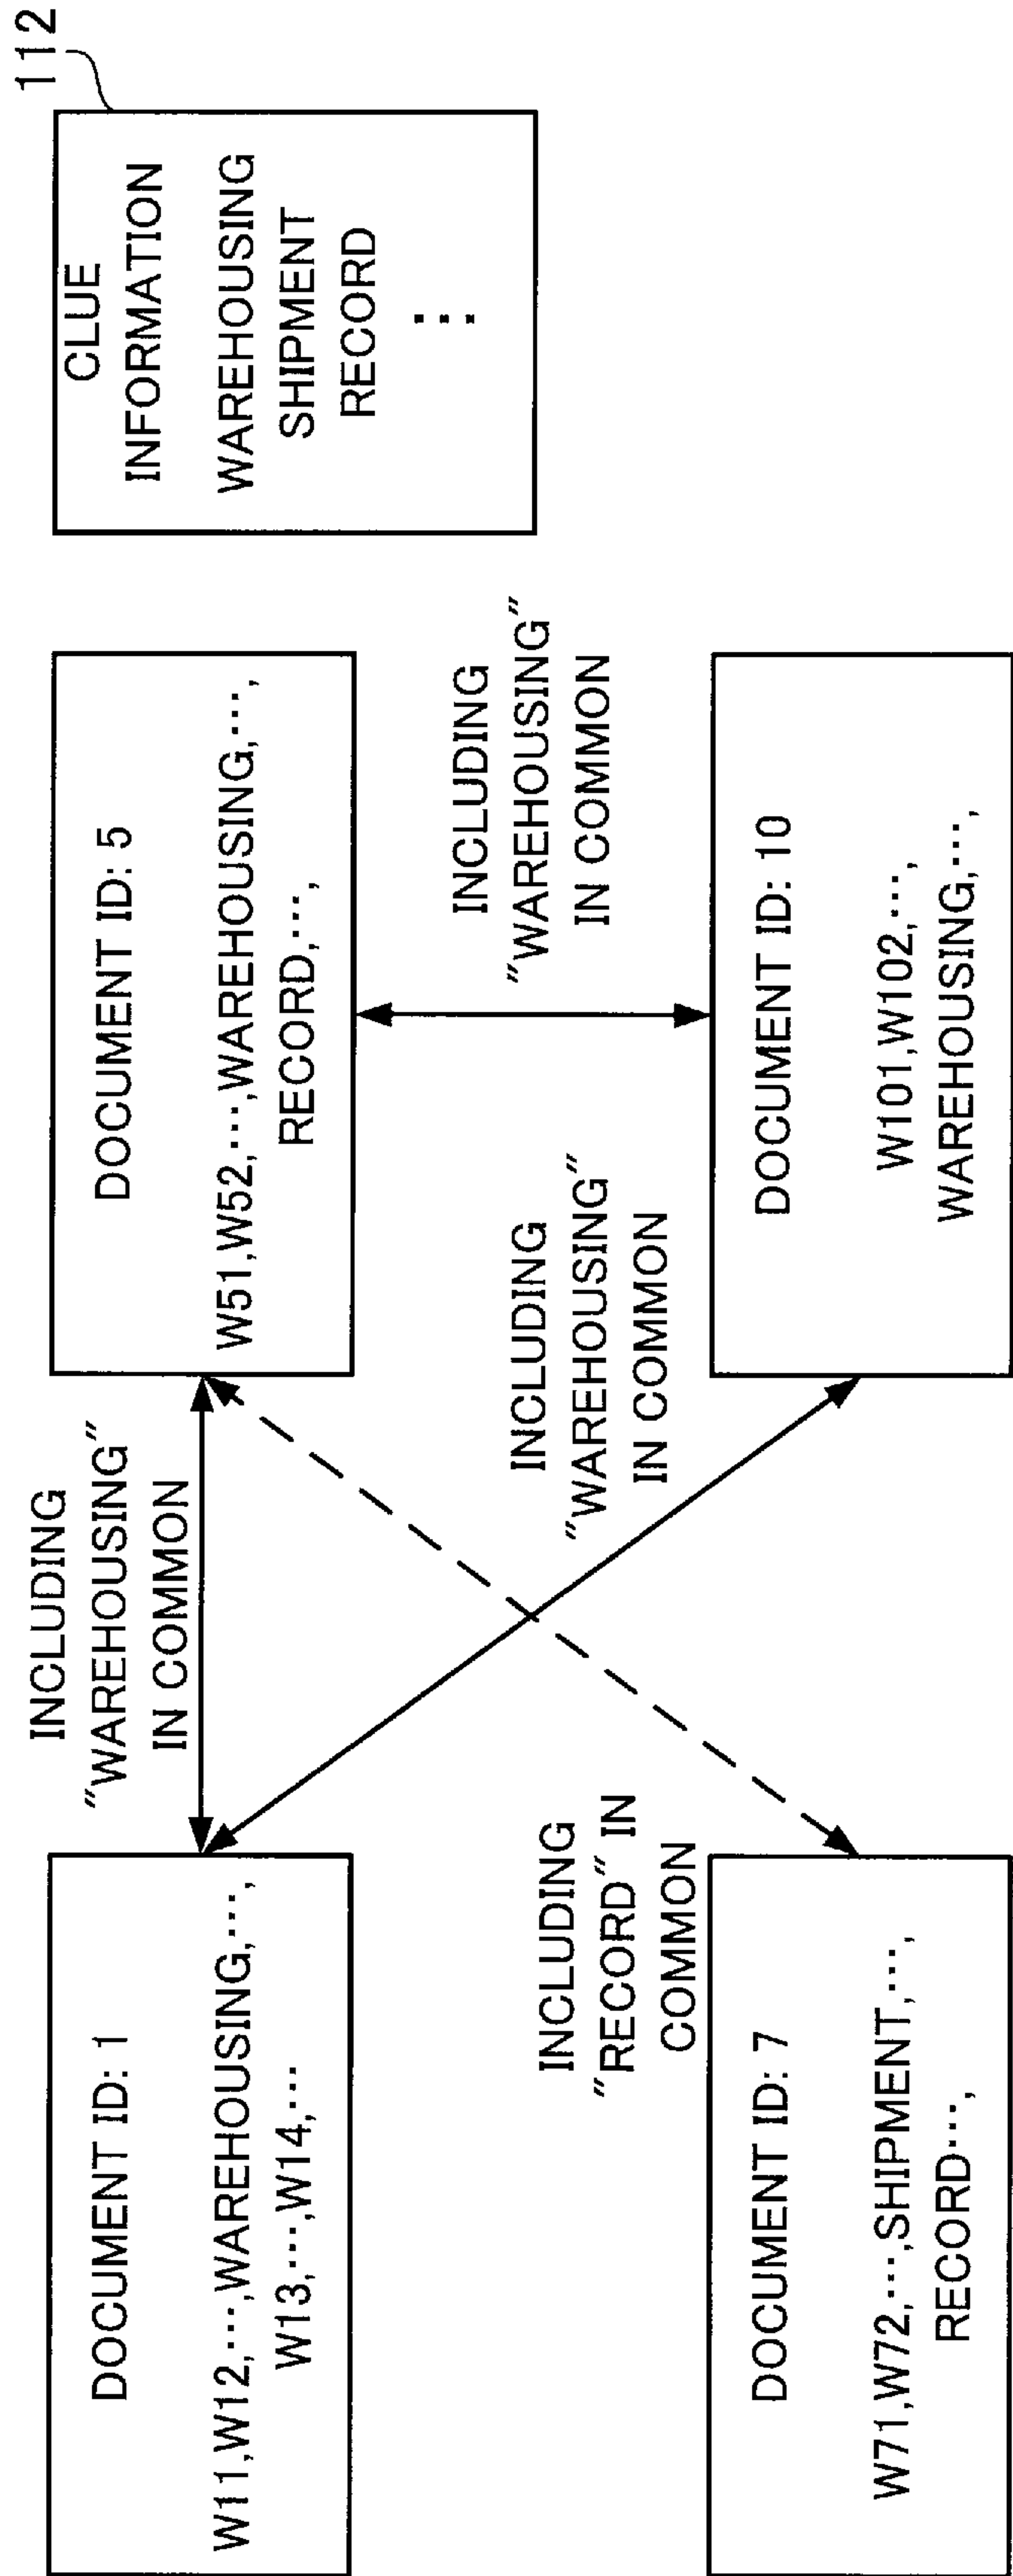 112
CLUE
INFORMATION
WAREHOUSING
SHIPMENT
RECORD
⋮
INCLUDING
"WAREHOUSING"
IN COMMON
DOCUMENT ID: 1
W11,W12,⋯,WAREHOUSING,⋯,
W13,⋯,W14,⋯
DOCUMENT ID: 5
W51,W52,⋯,WAREHOUSING,⋯,
RECORD,⋯,
INCLUDING
"WAREHOUSING"
IN COMMON
INCLUDING
"WAREHOUSING"
IN COMMON
INCLUDING
"RECORD" IN
COMMON
DOCUMENT ID: 7
W71,W72,⋯,SHIPMENT,⋯,
RECORD⋯,
DOCUMENT ID: 10
W101,W102,⋯,
WAREHOUSING,⋯,